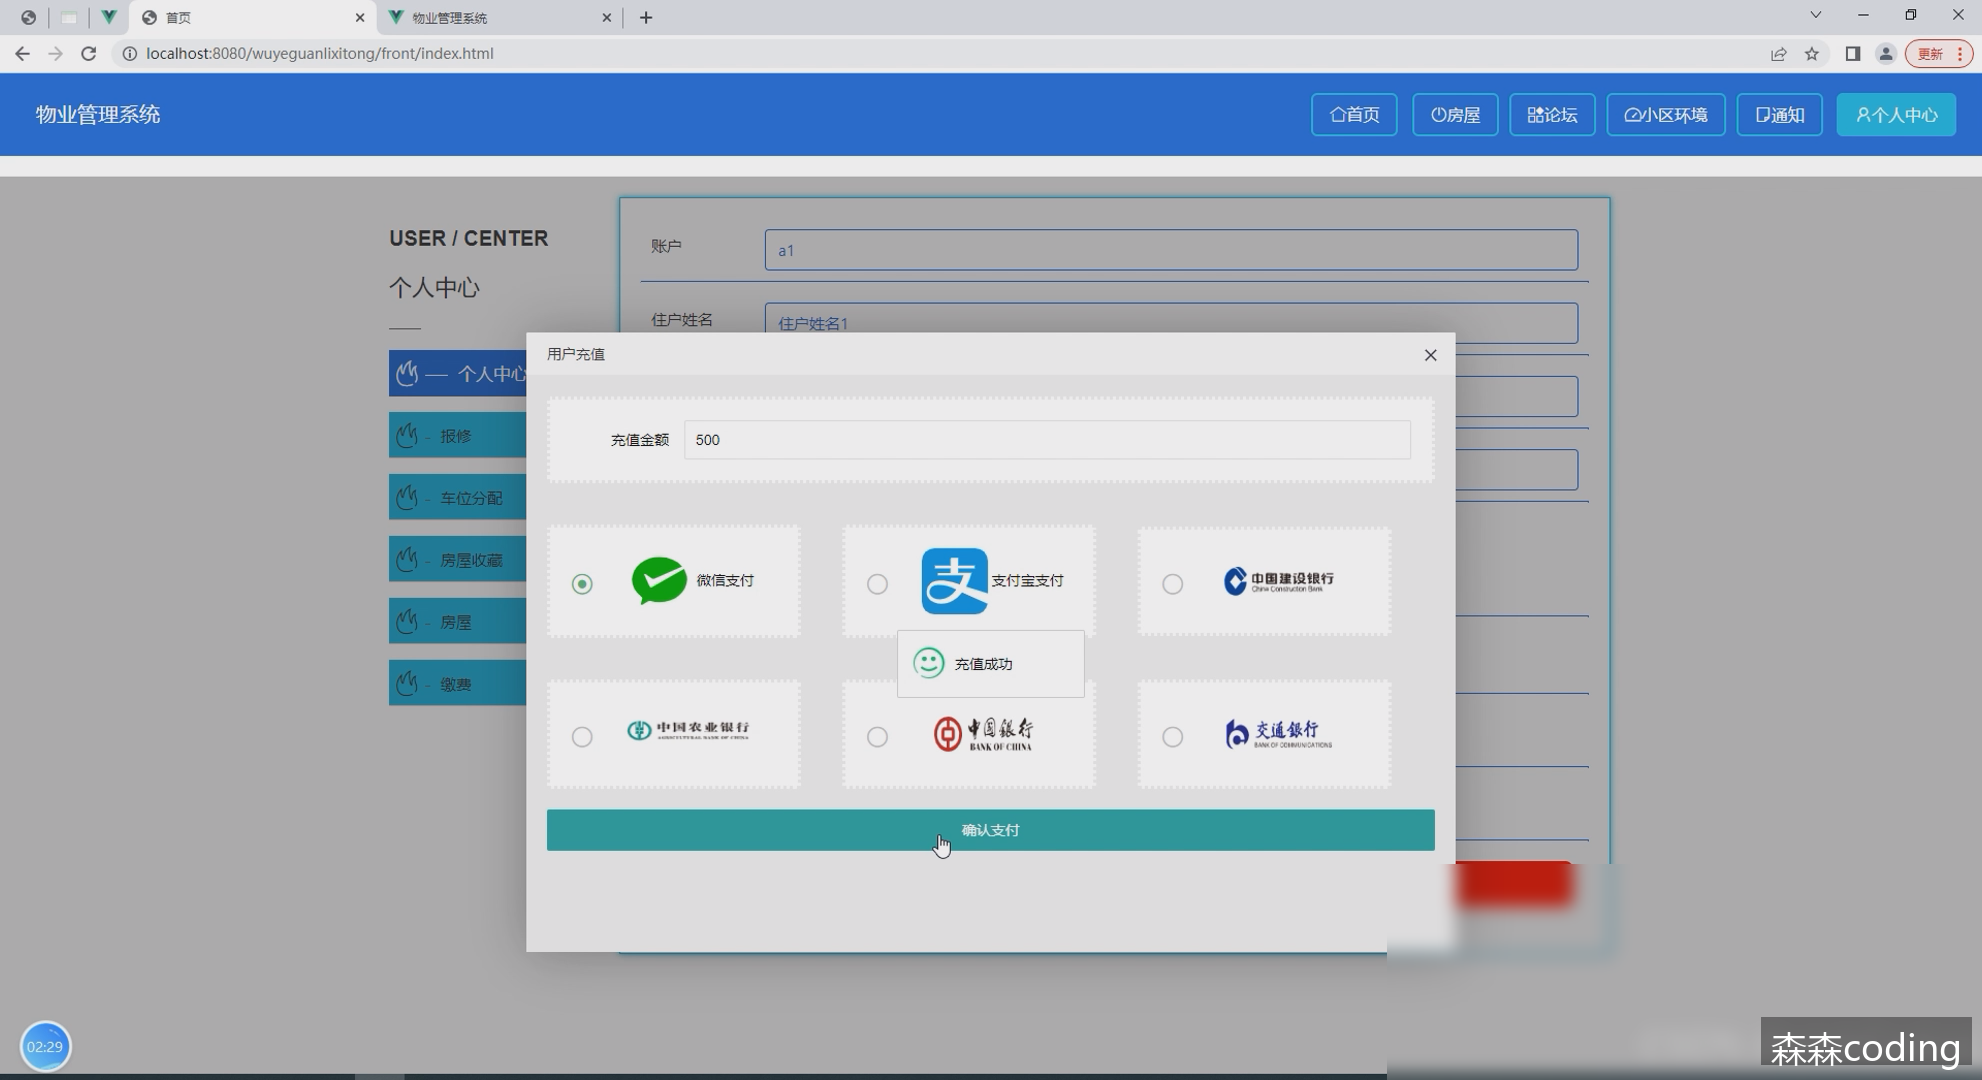 首页
物业管理系统
localhost:8080/wuyeguanlixitong/front/index.html
更新
物业管理系统
首页
房屋
论坛
小区环境
通知
个人中心
USER / CENTER
个人中心
账户
a1
住户姓名
住户姓名1
— 个人中心
- 报修
- 车位分配
- 房屋收藏
- 房屋
- 缴费
用户充值
充值金额
500
微信支付
支付宝支付
中国建设银行
China Construction Bank
充值成功
中国农业银行
AGRICULTURAL BANK OF CHINA
中国银行
BANK OF CHINA
交通银行
BANK OF COMMUNICATIONS
确认支付
02:29
森森coding